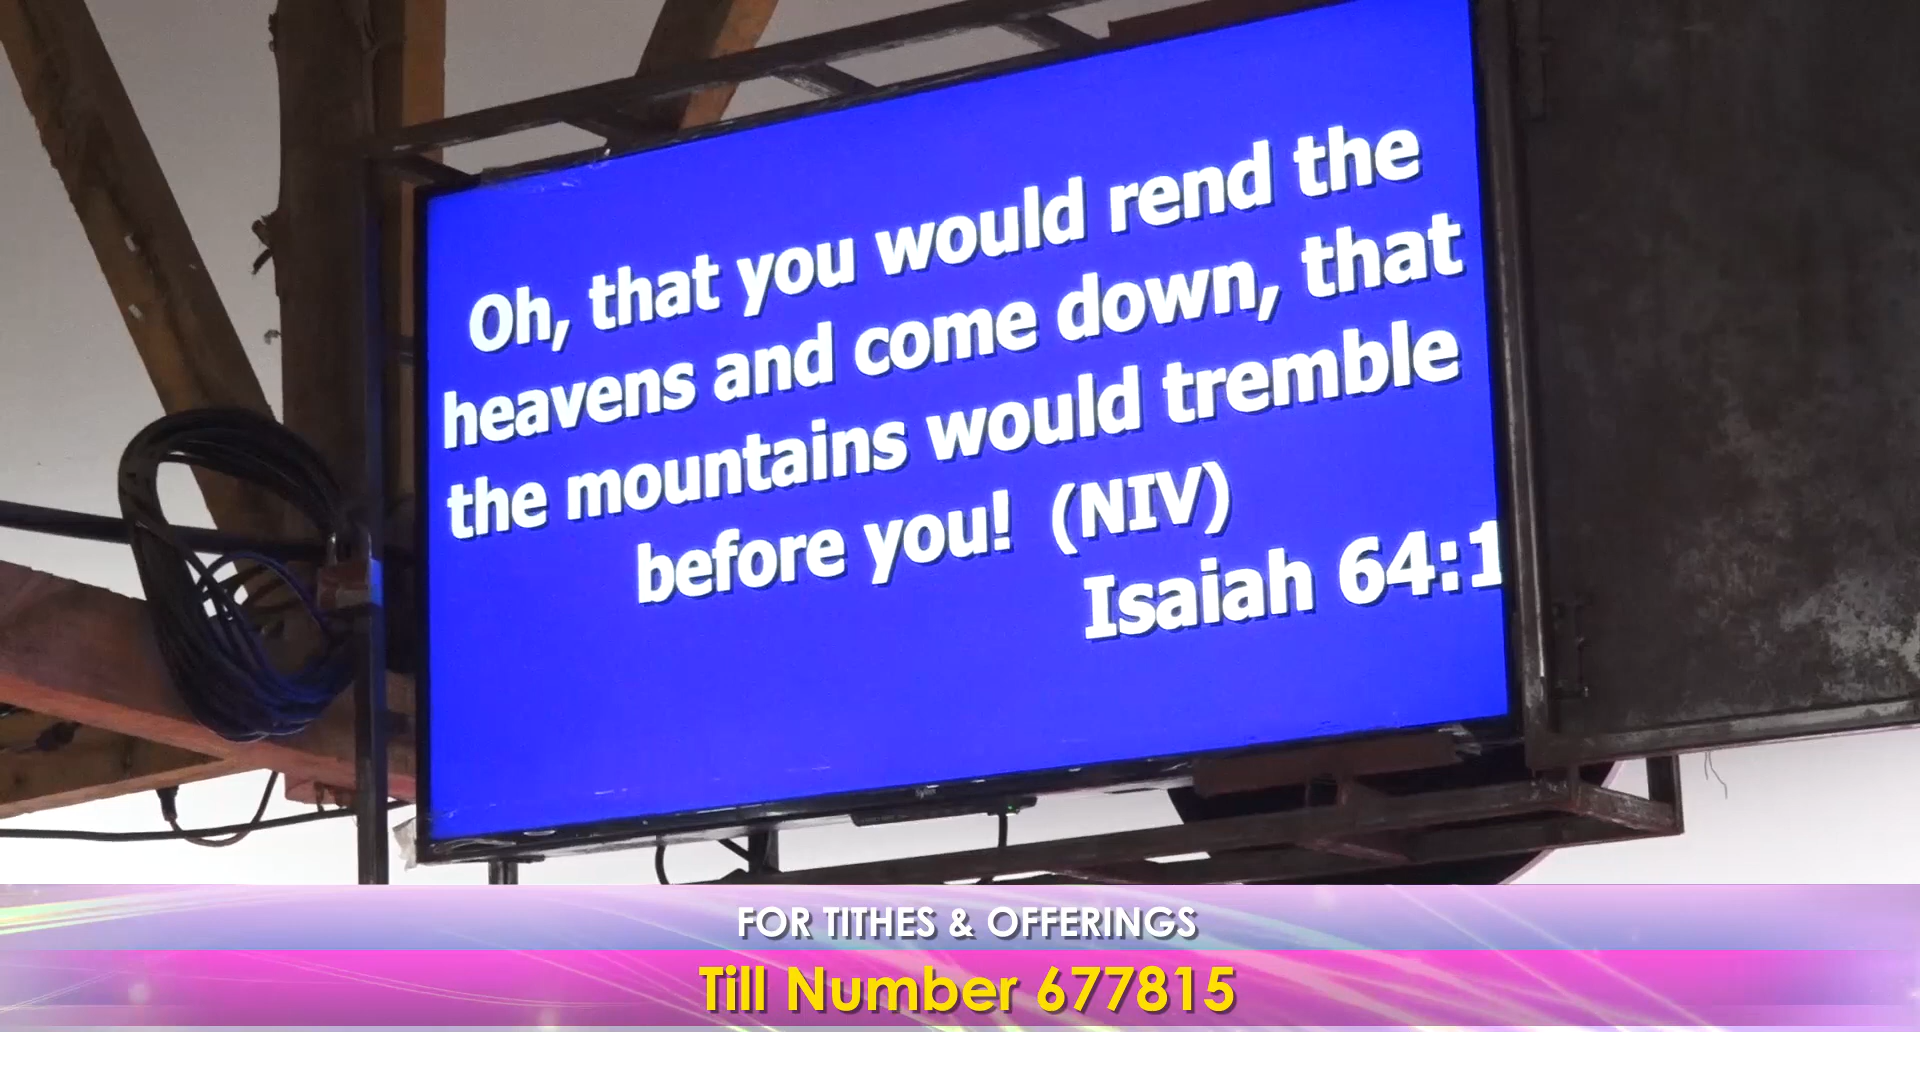 Oh, that you would rend the
heavens and come down, that
the mountains would tremble
before you! (NIV)
Isaiah 64:1
FOR TITHES & OFFERINGS
Till Number 677815